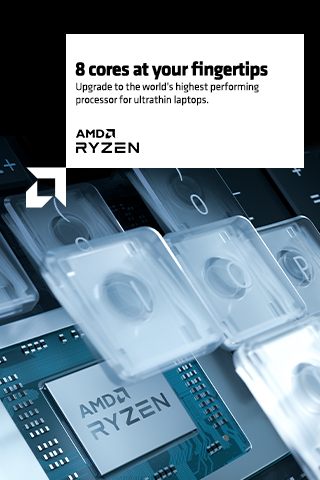 8 cores at your fingertips
Upgrade to the world's highest performing
processor for ultrathin laptops.
AMD
RYZEN
O
P
AMD
RYZEN